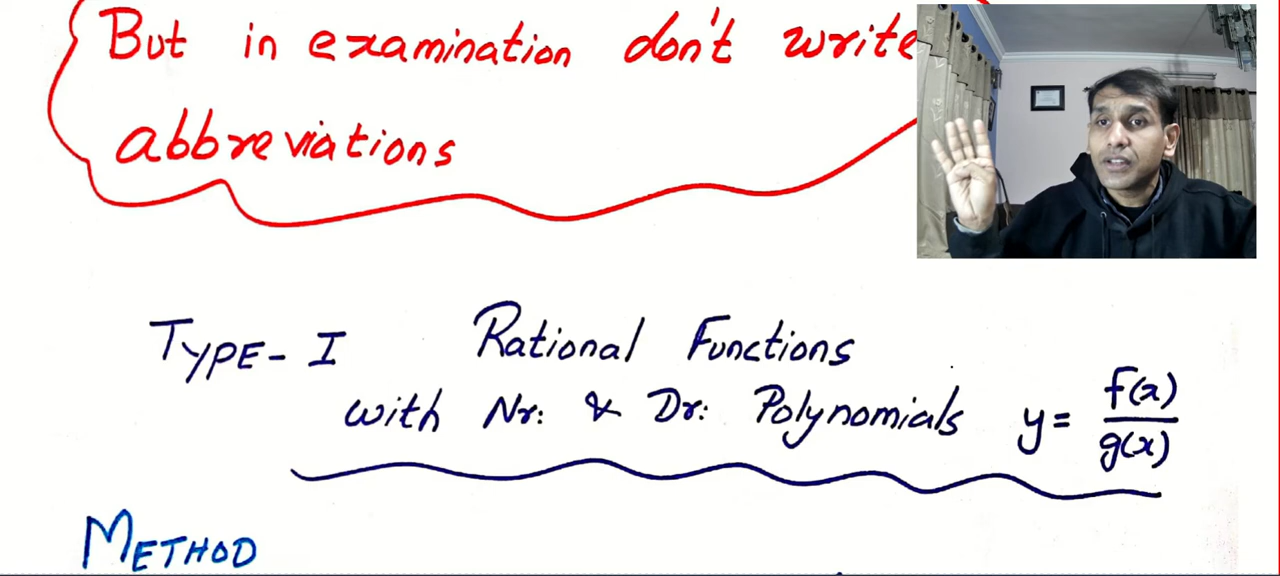 But in examination don't write
abbreviations
TYPE-I Rational Functions
with Nr: & Dr: Polynomials y= f(x)/g(x)
METHOD